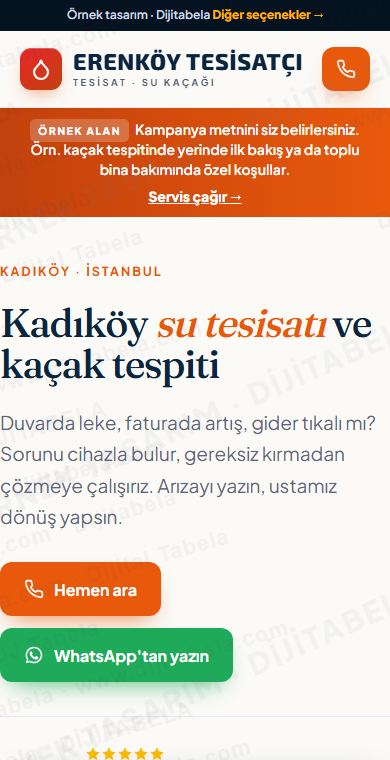 Örnek tasarım · Dijitabela Diğer seçenekler →
ERENKÖY TESİSATÇI
TESİSAT · SU KAÇAĞI
ÖRNEK ALAN Kampanya metnini siz belirlersiniz.
Örn. kaçak tespitinde yerinde ilk bakış ya da toplu
bina bakımında özel koşullar.
Servis çağır →
KADIKÖY · İSTANBUL
Kadıköy su tesisatı ve
kaçak tespiti
Duvarda leke, faturada artış, gider tıkalı mı?
Sorunu cihazla bulur, gereksiz kırmadan
çözmeye çalışırız. Arızayı yazın, ustamız
dönüş yapsın.
Hemen ara
WhatsApp'tan yazın